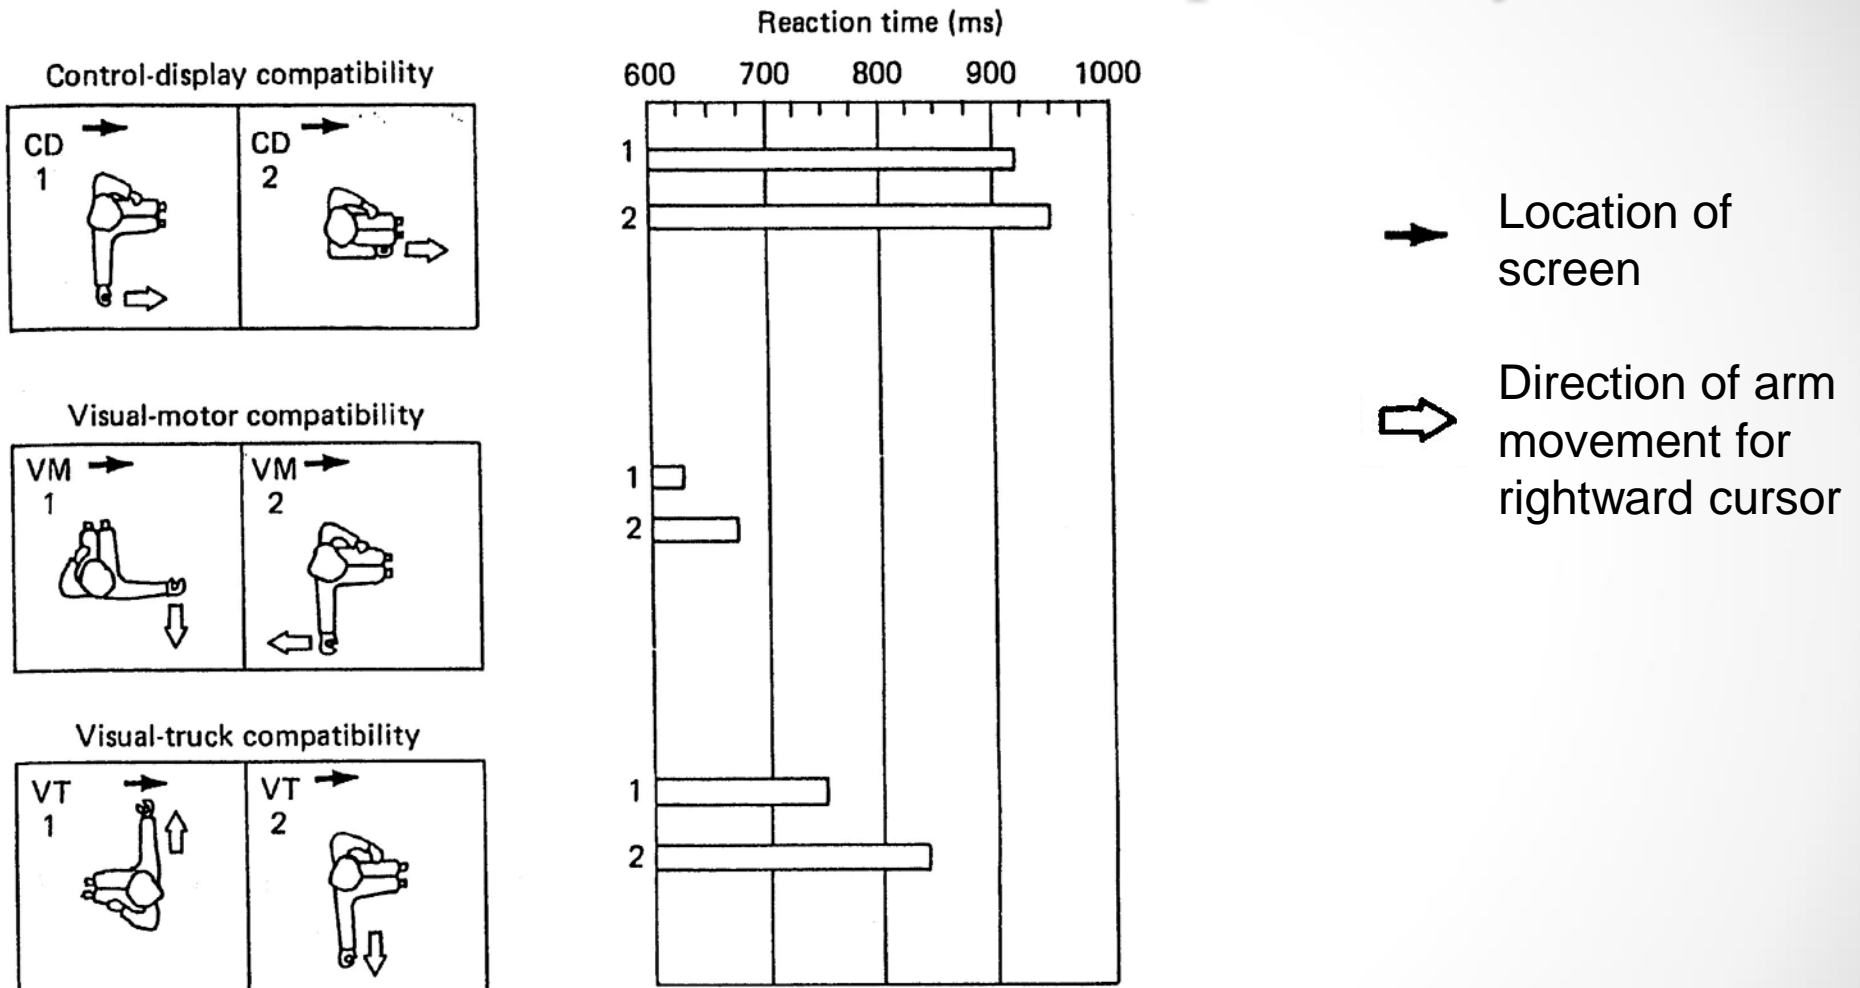 Reaction time (ms)
600 700 800 900 1000
Control-display compatibility
CD
1
CD
2
1
2
Visual-motor compatibility
VM
1
VM
2
1
2
Visual-truck compatibility
VT
1
VT
2
1
2
Location of
screen
Direction of arm
movement for
rightward cursor